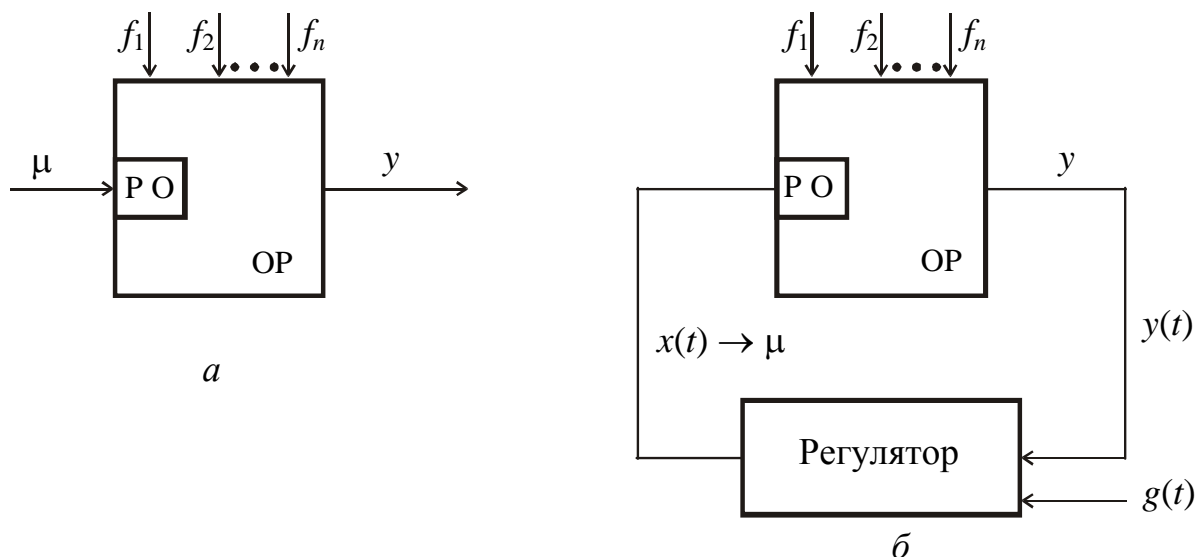 f1 f2 fn
μ
Р О
y
ОР
а
f1 f2 fn
Р О
y
ОР
x(t) → μ
y(t)
Регулятор
g(t)
б